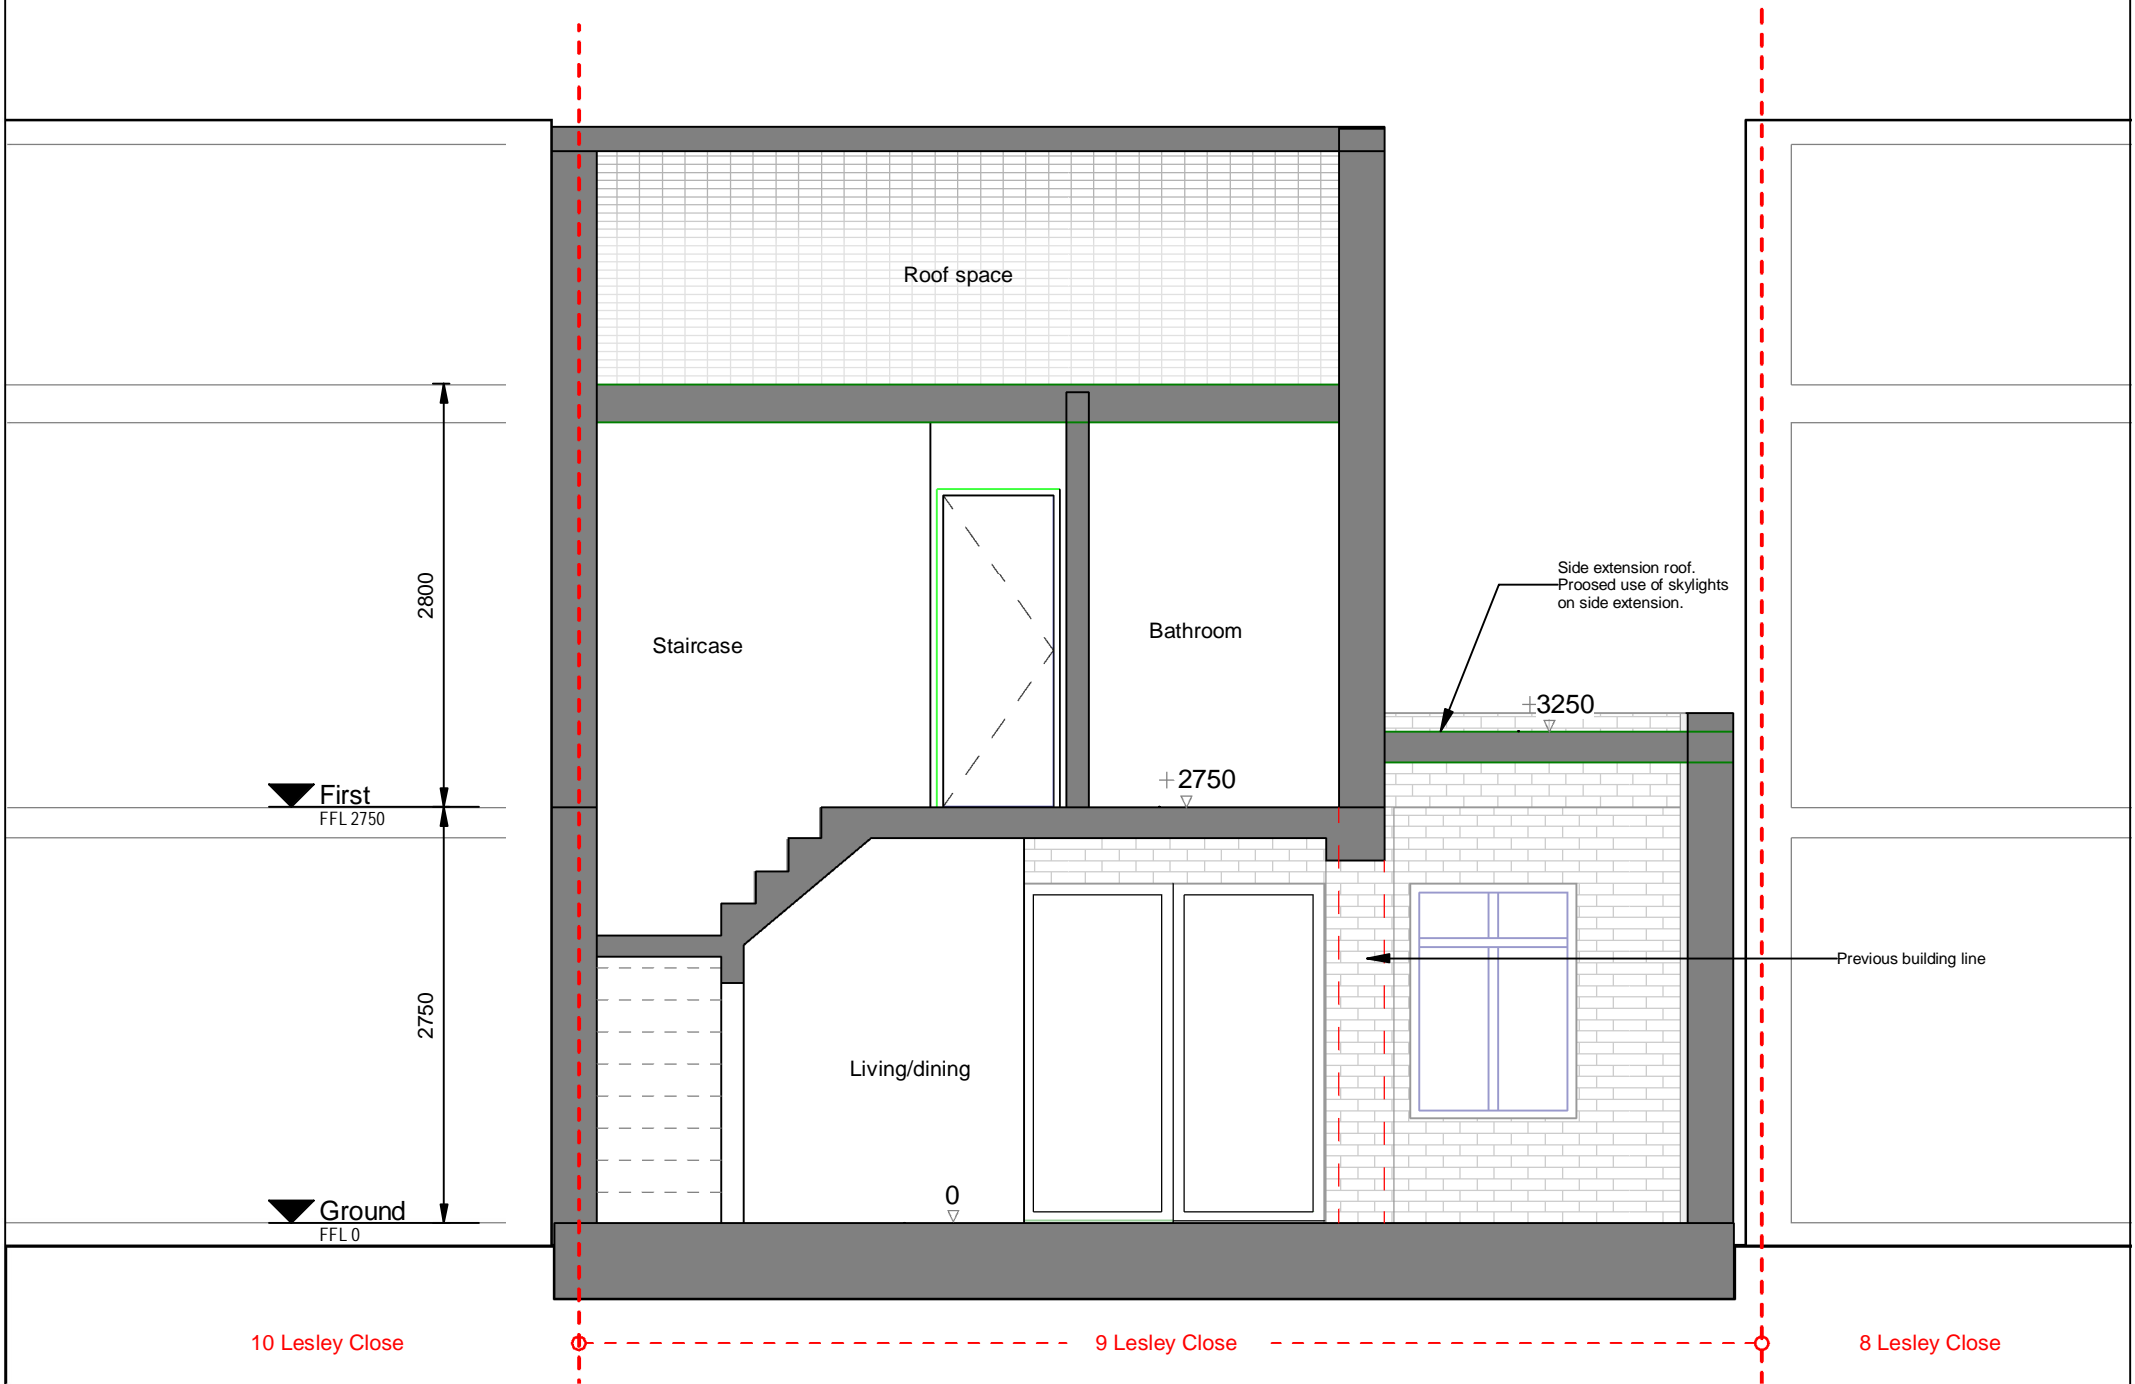 Roof space
2800
Side extension roof.
Proosed use of skylights
on side extension.
Staircase
Bathroom
+3250
+2750
First
FFL 2750
Previous building line
2750
Living/dining
0
Ground
FFL 0
10 Lesley Close
9 Lesley Close
8 Lesley Close